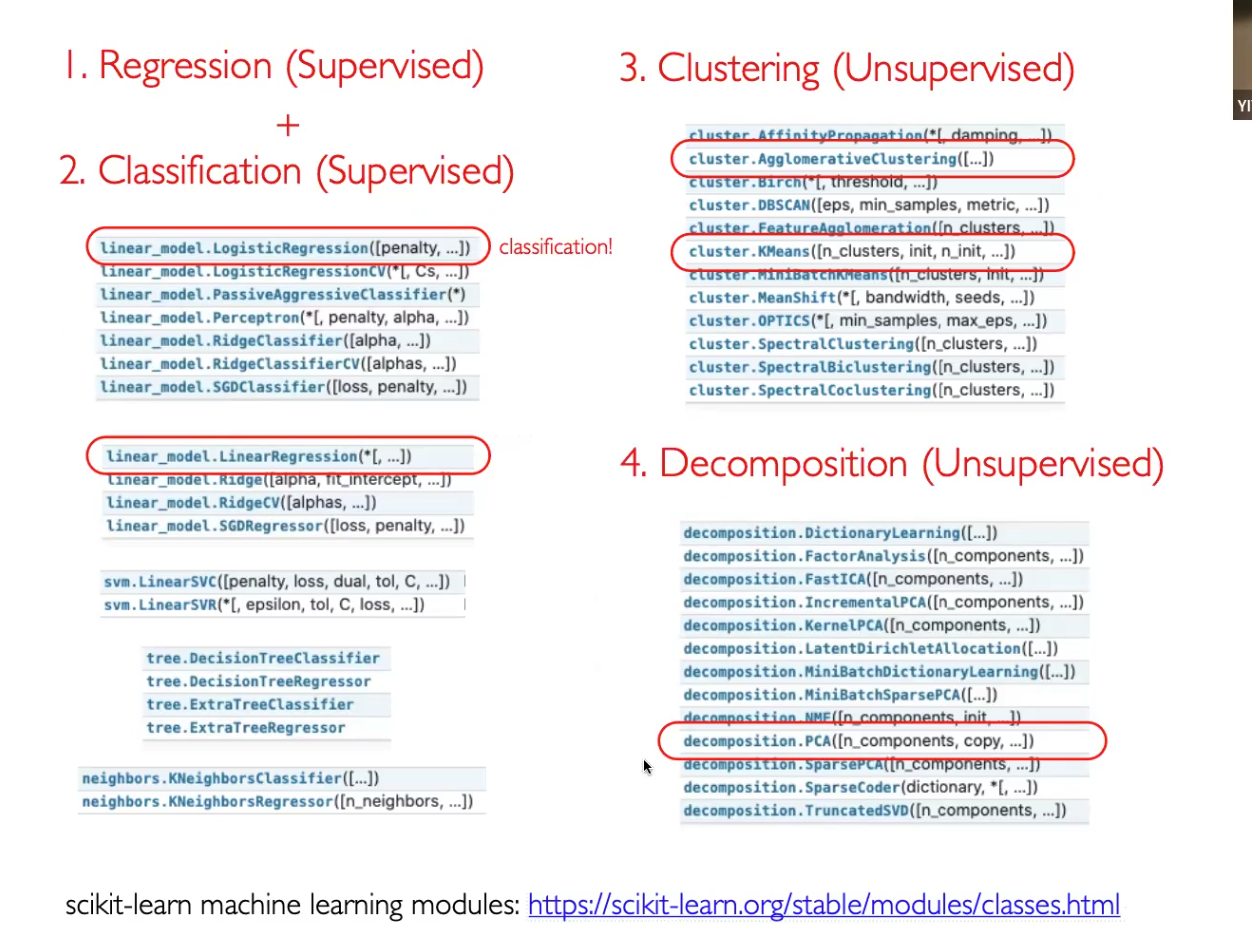 1. Regression (Supervised)
+
2. Classification (Supervised)
linear_model.LogisticRegression([penalty, ...])
classification!
linear_model.LogisticRegressionCV(*[, Cs, ...])
linear_model.PassiveAggressiveClassifier(*)
linear_model.Perceptron(*[, penalty, alpha, ...])
linear_model.RidgeClassifier([alpha, ...])
linear_model.RidgeClassifierCV([alphas, ...])
linear_model.SGDClassifier([loss, penalty, ...])
linear_model.LinearRegression(*[, ...])
linear_model.Ridge([alpha, fit_intercept, ...])
linear_model.RidgeCV([alphas, ...])
linear_model.SGDRegressor([loss, penalty, ...])
svm.LinearSVC([penalty, loss, dual, tol, C, ...])
svm.LinearSVR(*[, epsilon, tol, C, loss, ...])
tree.DecisionTreeClassifier
tree.DecisionTreeRegressor
tree.ExtraTreeClassifier
tree.ExtraTreeRegressor
neighbors.KNeighborsClassifier([...])
neighbors.KNeighborsRegressor([n_neighbors, ...])
3. Clustering (Unsupervised)
cluster.AffinityPropagation(*[, damping, ...])
cluster.AgglomerativeClustering([...])
cluster.Birch(*[, threshold, ...])
cluster.DBSCAN([eps, min_samples, metric, ...])
cluster.FeatureAgglomeration([n_clusters, ...])
cluster.KMeans([n_clusters, init, n_init, ...])
cluster.MiniBatchKMeans([n_clusters, init, ...])
cluster.MeanShift(*[, bandwidth, seeds, ...])
cluster.OPTICS(*[, min_samples, max_eps, ...])
cluster.SpectralClustering([n_clusters, ...])
cluster.SpectralBiclustering([n_clusters, ...])
cluster.SpectralCoclustering([n_clusters, ...])
4. Decomposition (Unsupervised)
decomposition.DictionaryLearning([...])
decomposition.FactorAnalysis([n_components, ...])
decomposition.FastICA([n_components, ...])
decomposition.IncrementalPCA([n_components, ...])
decomposition.KernelPCA([n_components, ...])
decomposition.LatentDirichletAllocation([...])
decomposition.MiniBatchDictionaryLearning([...])
decomposition.MiniBatchSparsePCA([...])
decomposition.NMF([n_components, init, ...])
decomposition.PCA([n_components, copy, ...])
decomposition.SparsePCA([n_components, ...])
decomposition.SparseCoder(dictionary, *[, ...])
decomposition.TruncatedSVD([n_components, ...])
scikit-learn machine learning modules: https://scikit-learn.org/stable/modules/classes.html